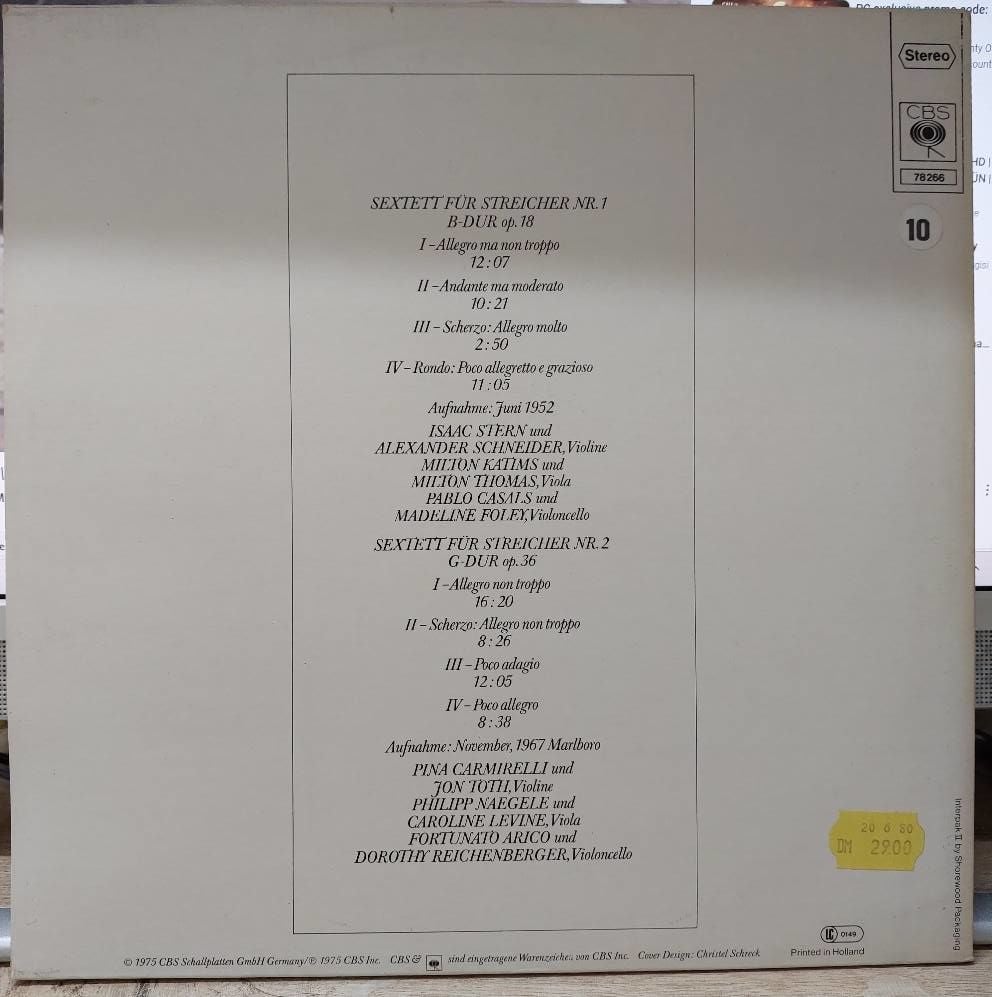 Stereo
CBS
78266
10
SEXTETT FÜR STREICHER NR. 1
B-DUR op. 18
I – Allegro ma non troppo
12:07
II – Andante ma moderato
10:21
III – Scherzo: Allegro molto
2:50
IV – Rondo: Poco allegretto e grazioso
11:05
Aufnahme: Juni 1952
ISAAC STERN und
ALEXANDER SCHNEIDER, Violine
MILTON KATIMS und
MILTON THOMAS, Viola
PABLO CASALS und
MADELINE FOLEY, Violoncello
SEXTETT FÜR STREICHER NR. 2
G-DUR op. 36
I – Allegro non troppo
16:20
II – Scherzo: Allegro non troppo
8:26
III – Poco adagio
12:05
IV – Poco allegro
8:38
Aufnahme: November, 1967 Marlboro
PINA CARMIRELLI und
JON TOTH, Violine
PHILIPP NAEGELE und
CAROLINE LEVINE, Viola
FORTUNATO ARICO und
DOROTHY REICHENBERGER, Violoncello
20 6 80
DM 29.00
Interpak II by Shorewood Packaging
LC 0149
Printed in Holland
© 1975 CBS Schallplatten GmbH Germany/℗ 1975 CBS Inc. CBS & sind eingetragene Warenzeichen von CBS Inc. Cover Design: Christel Schreck